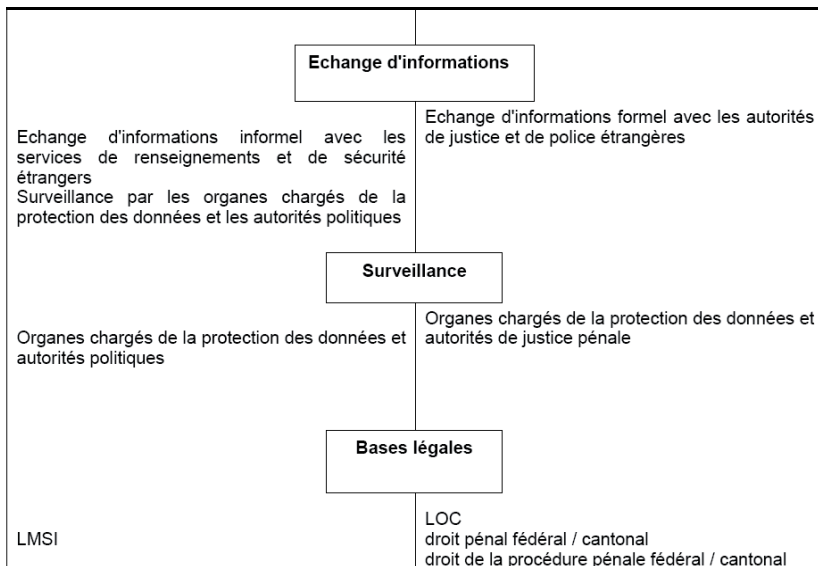 Echange d'informations
Echange d'informations informel avec les
services de renseignements et de sécurité
étrangers
Surveillance par les organes chargés de la
protection des données et les autorités politiques
Echange d'informations formel avec les autorités
de justice et de police étrangères
Surveillance
Organes chargés de la protection des données et
autorités politiques
Organes chargés de la protection des données et
autorités de justice pénale
Bases légales
LMSI
LOC
droit pénal fédéral / cantonal
droit de la procédure pénale fédéral / cantonal